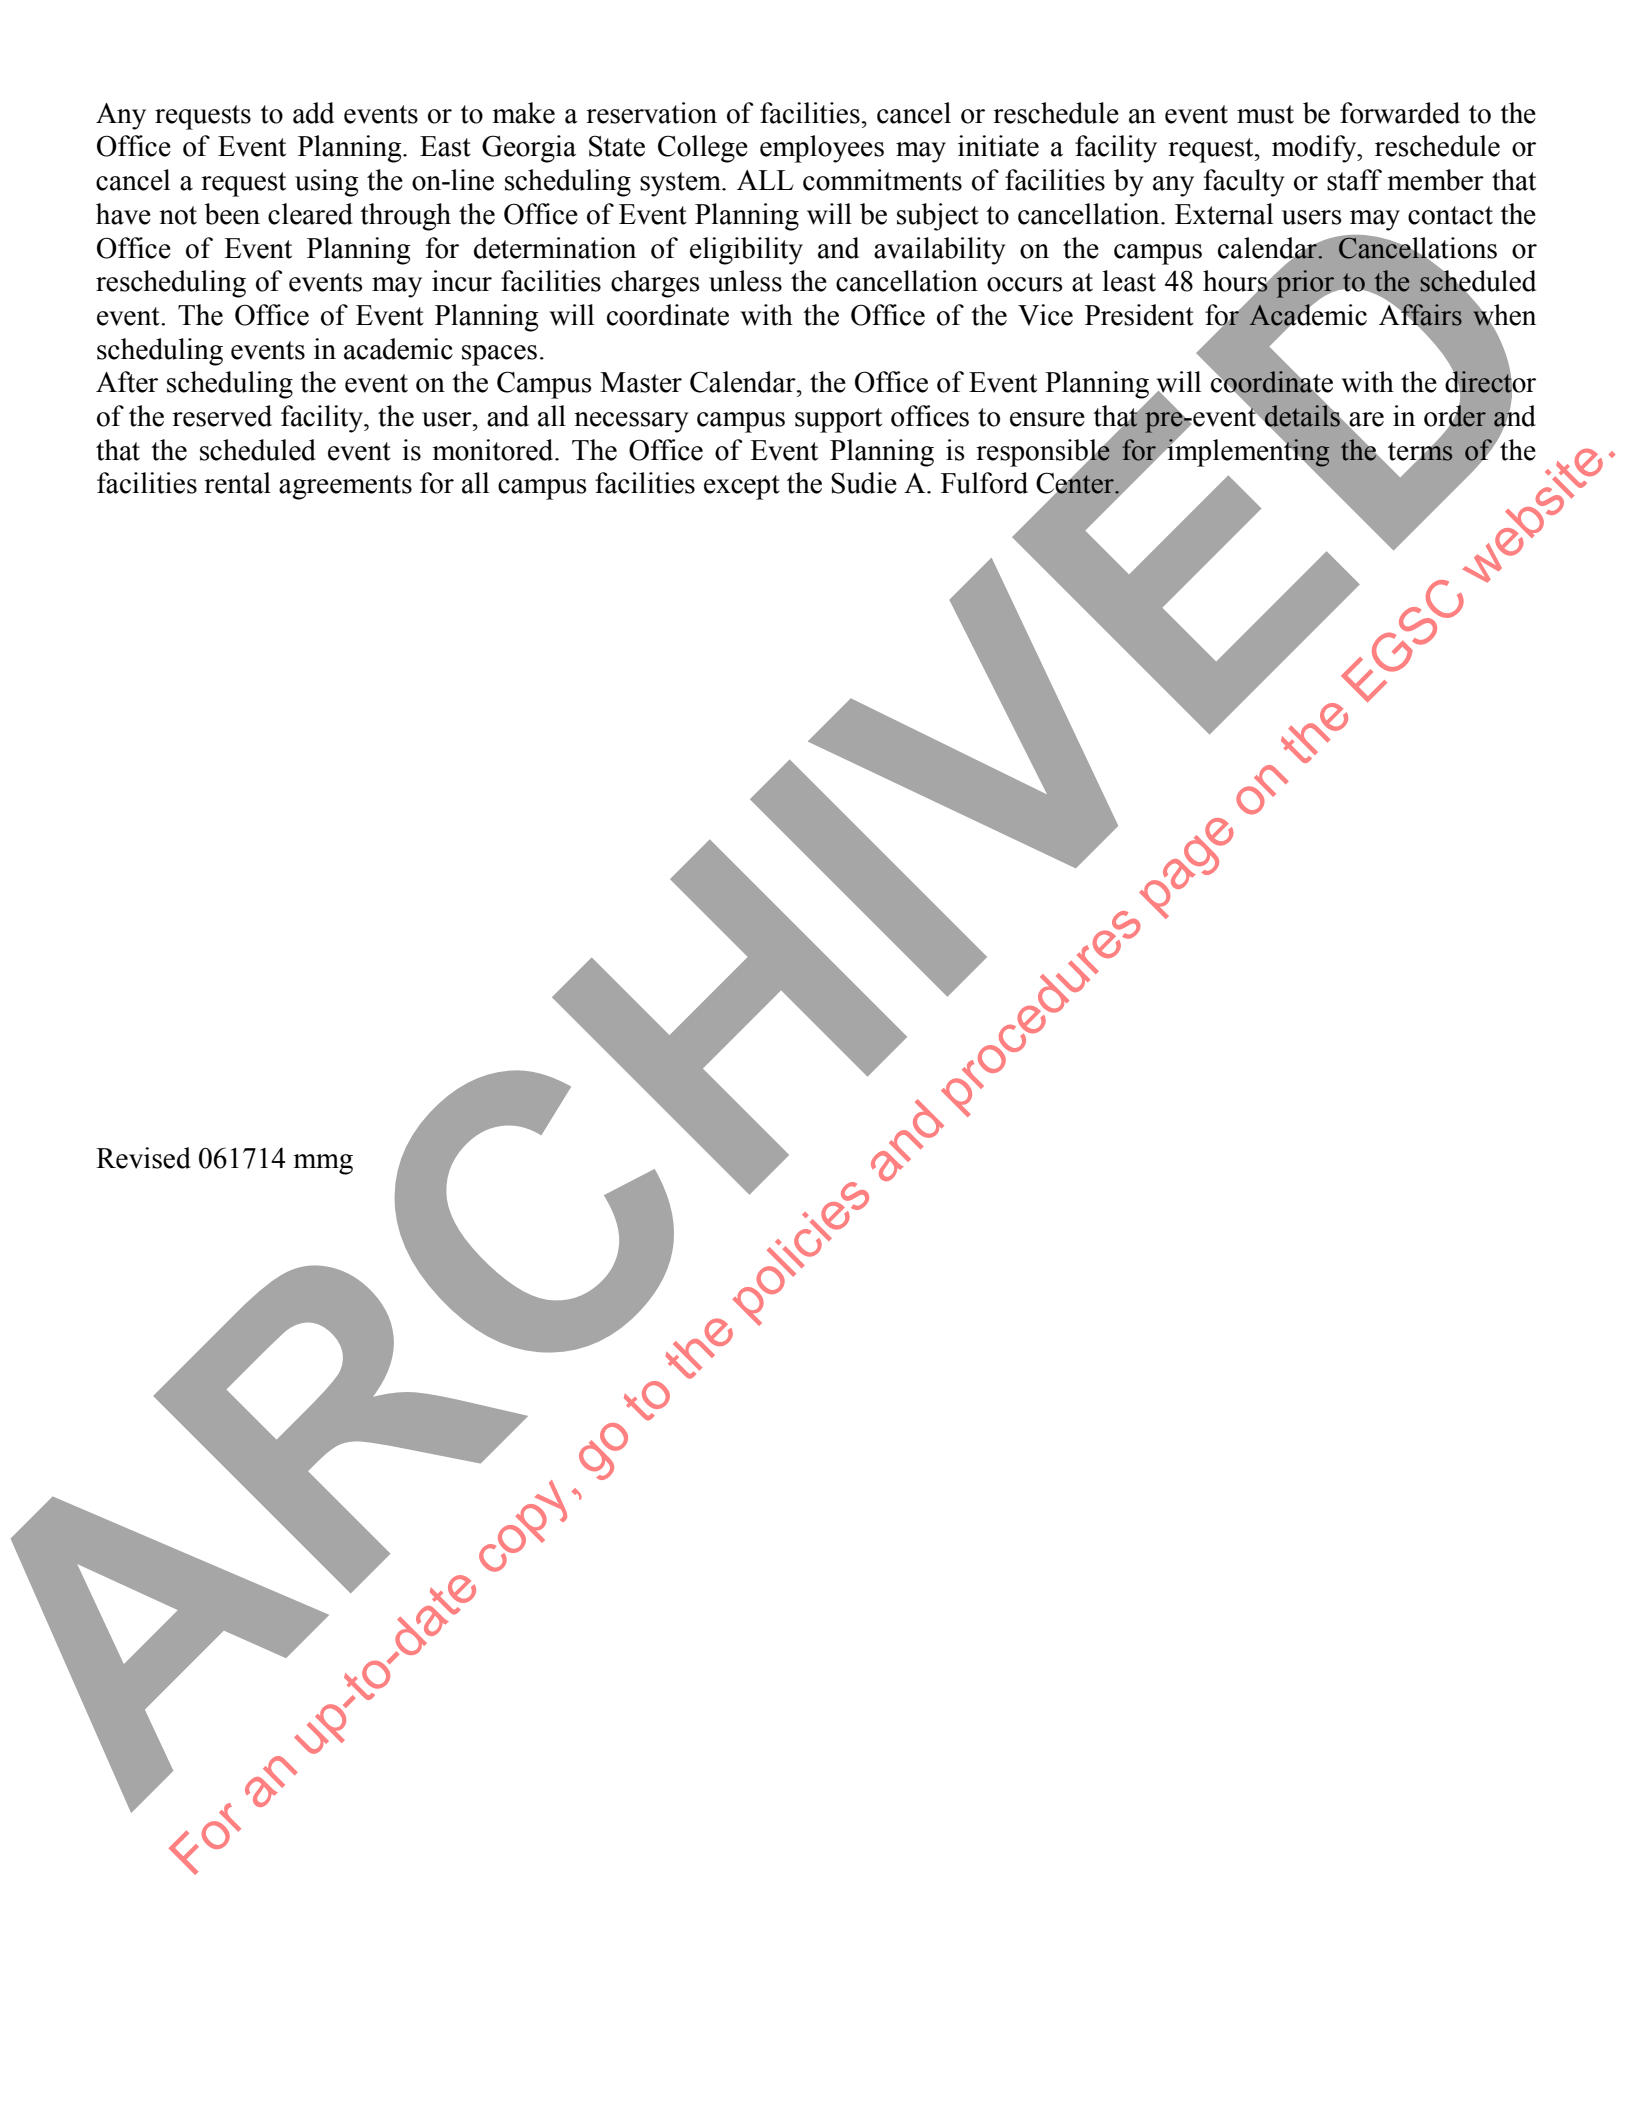 Any requests to add events or to make a reservation of facilities, cancel or reschedule an event must be forwarded to the
Office of Event Planning. East Georgia State College employees may initiate a facility request, modify, reschedule or
cancel a request using the on-line scheduling system. ALL commitments of facilities by any faculty or staff member that
have not been cleared through the Office of Event Planning will be subject to cancellation. External users may contact the
Office of Event Planning for determination of eligibility and availability on the campus calendar. Cancellations or
rescheduling of events may incur facilities charges unless the cancellation occurs at least 48 hours prior to the scheduled
event. The Office of Event Planning will coordinate with the Office of the Vice President for Academic Affairs when
scheduling events in academic spaces.
After scheduling the event on the Campus Master Calendar, the Office of Event Planning will coordinate with the director
of the reserved facility, the user, and all necessary campus support offices to ensure that pre-event details are in order and
that the scheduled event is monitored. The Office of Event Planning is responsible for implementing the terms of the
facilities rental agreements for all campus facilities except the Sudie A. Fulford Center.
Revised 061714 mmg
ARCHIVED
For an up-to-date copy, go to the policies and procedures page on the EGSC website.